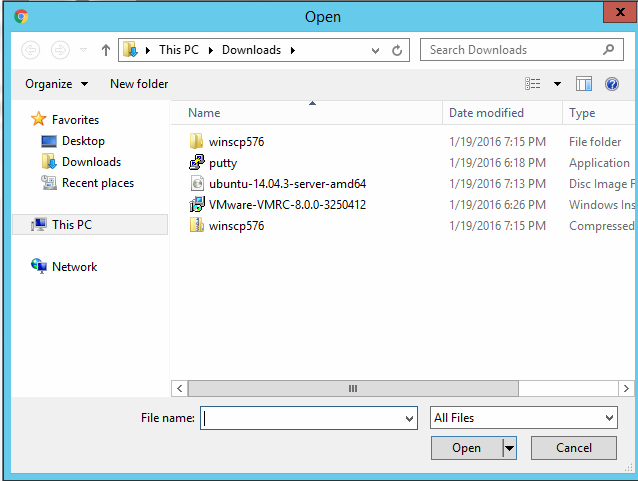 Open
This PC Downloads Search Downloads
Organize New folder
Name Date modified Type
Favorites
Desktop
Downloads
Recent places
This PC
Network
winscp576 1/19/2016 7:15 PM File folder
putty 1/19/2016 6:18 PM Application
ubuntu-14.04.3-server-amd64 1/19/2016 7:13 PM Disc Image F
VMware-VMRC-8.0.0-3250412 1/19/2016 6:26 PM Windows Ins
winscp576 1/19/2016 7:15 PM Compressed
File name: All Files
Open Cancel